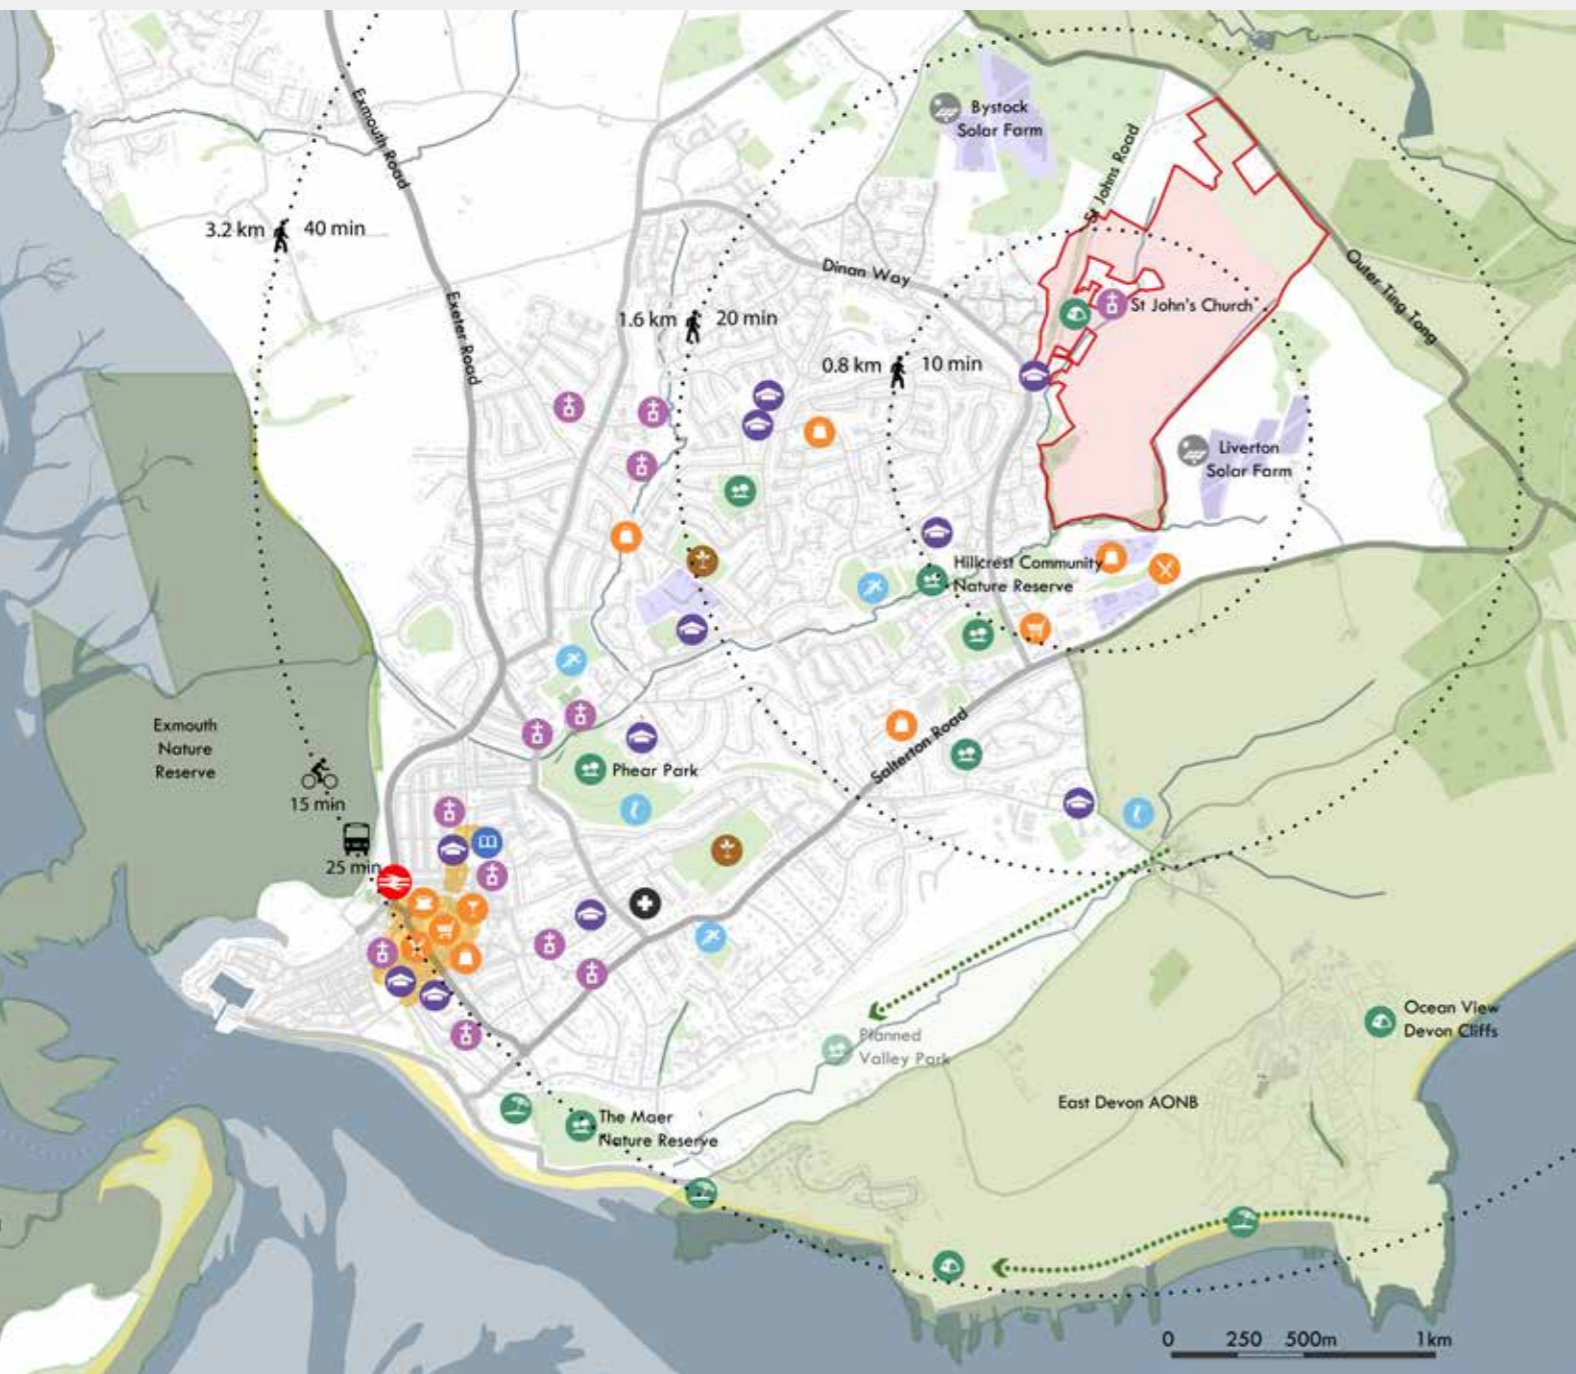 Bystock
Solar Farm
Exmouth Road
St Johns Road
3.2 km 40 min
Dinan Way
Outer Ting Tong
Exeter Road
1.6 km 20 min
St John's Church
0.8 km 10 min
Liverton
Solar Farm
Hillcrest Community
Nature Reserve
Exmouth
Nature
Reserve
Salterton Road
Phear Park
15 min
25 min
Ocean View
Devon Cliffs
Planned
Valley Park
East Devon AONB
The Maer
Nature Reserve
0 250 500m 1km